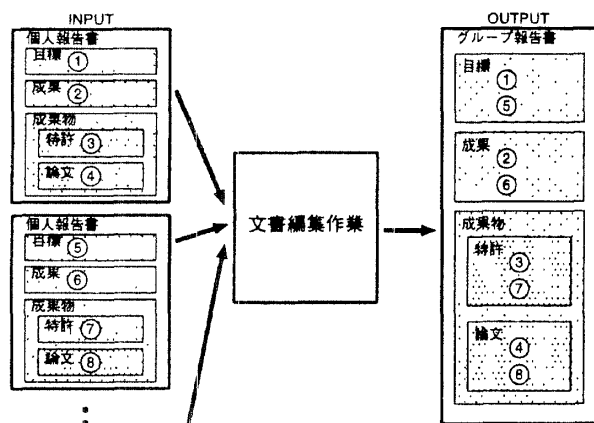 INPUT
個人報告書
目標 ①
成果 ②
成果物
特許 ③
論文 ④
個人報告書
目標 ⑤
成果 ⑥
成果物
特許 ⑦
論文 ⑧
文書編集作業
OUTPUT
グループ報告書
目標
①
⑤
成果
②
⑥
成果物
特許
③
⑦
論文
④
⑧